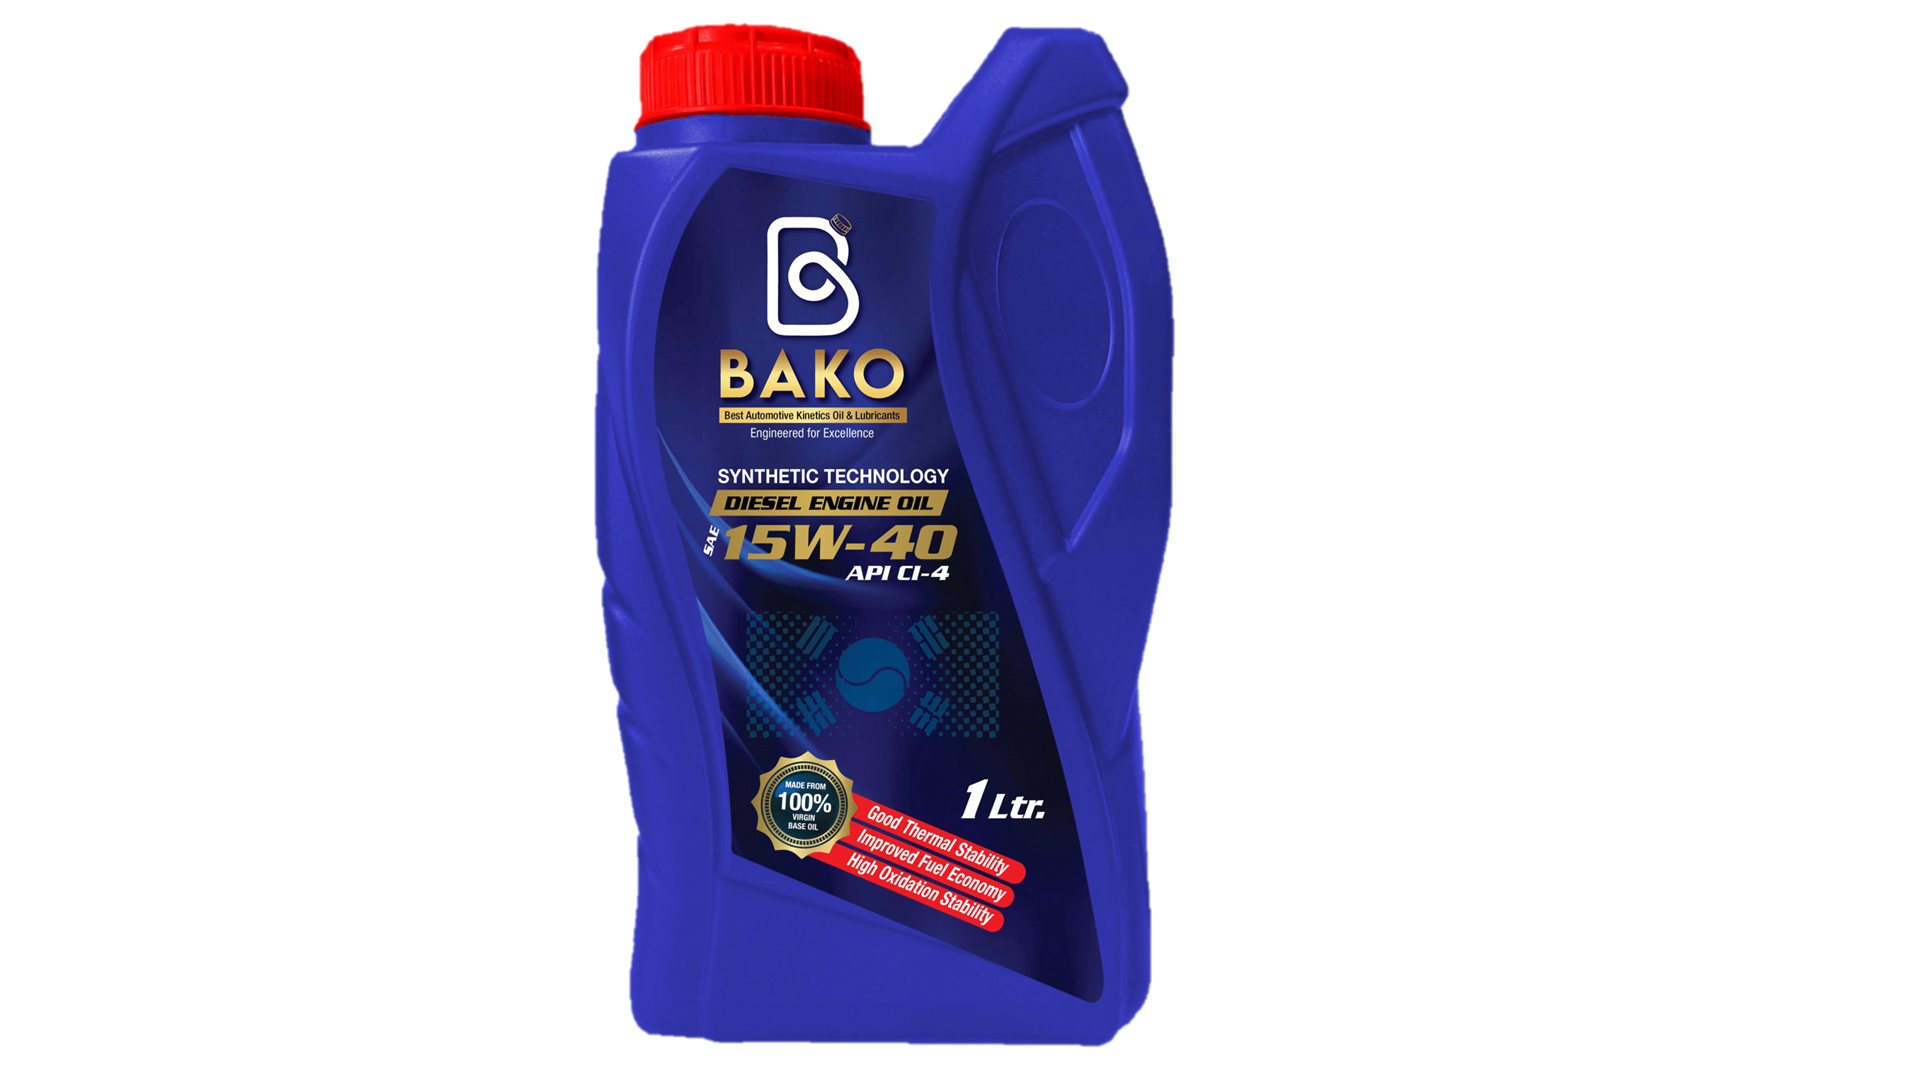 BAKO
Best Automotive Kinetics Oil & Lubricants
Engineered for Excellence
SYNTHETIC TECHNOLOGY
DIESEL ENGINE OIL
SAE 15W-40
API CI-4
1 Ltr.
MADE FROM
100%
VIRGIN
BASE OIL
Good Thermal Stability
Improved Fuel Economy
High Oxidation Stability